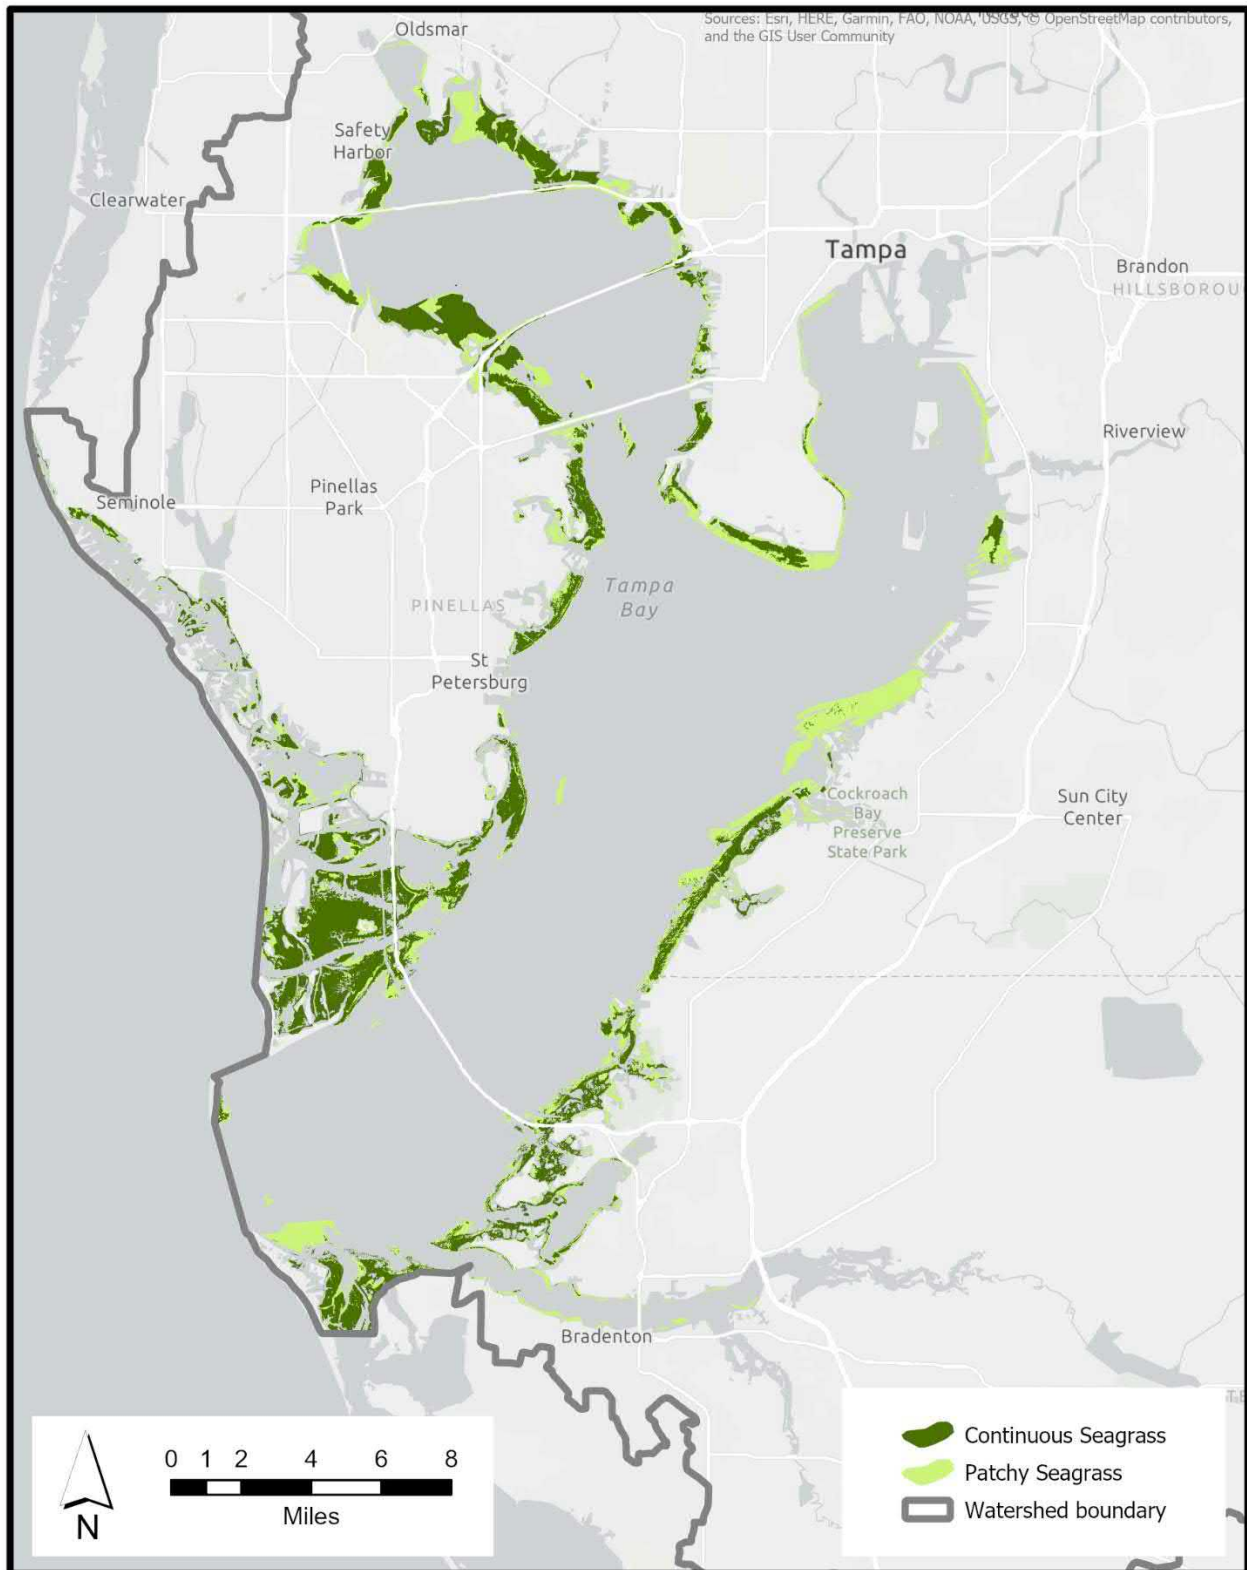 Sources: Esri, HERE, Garmin, FAO, NOAA, USGS, © OpenStreetMap contributors,
and the GIS User Community
Oldsmar
Safety
Harbor
Clearwater
Tampa
Brandon
HILLSBOROU
Riverview
Seminole
Pinellas
Park
Tampa
Bay
PINELLAS
St
Petersburg
Cockroach
Bay
Preserve
State Park
Sun City
Center
Bradenton
0 1 2 4 6 8
Miles
N
Continuous Seagrass
Patchy Seagrass
Watershed boundary